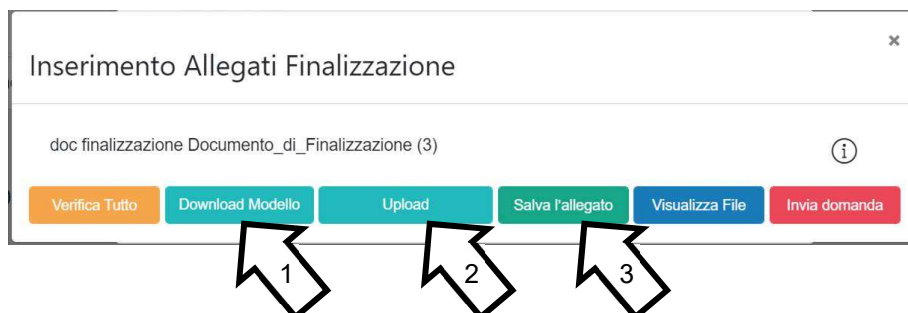 ×
Inserimento Allegati Finalizzazione
doc finalizzazione Documento_di_Finalizzazione (3)
i
Verifica Tutto Download Modello Upload Salva l'allegato Visualizza File Invia domanda
1 2 3